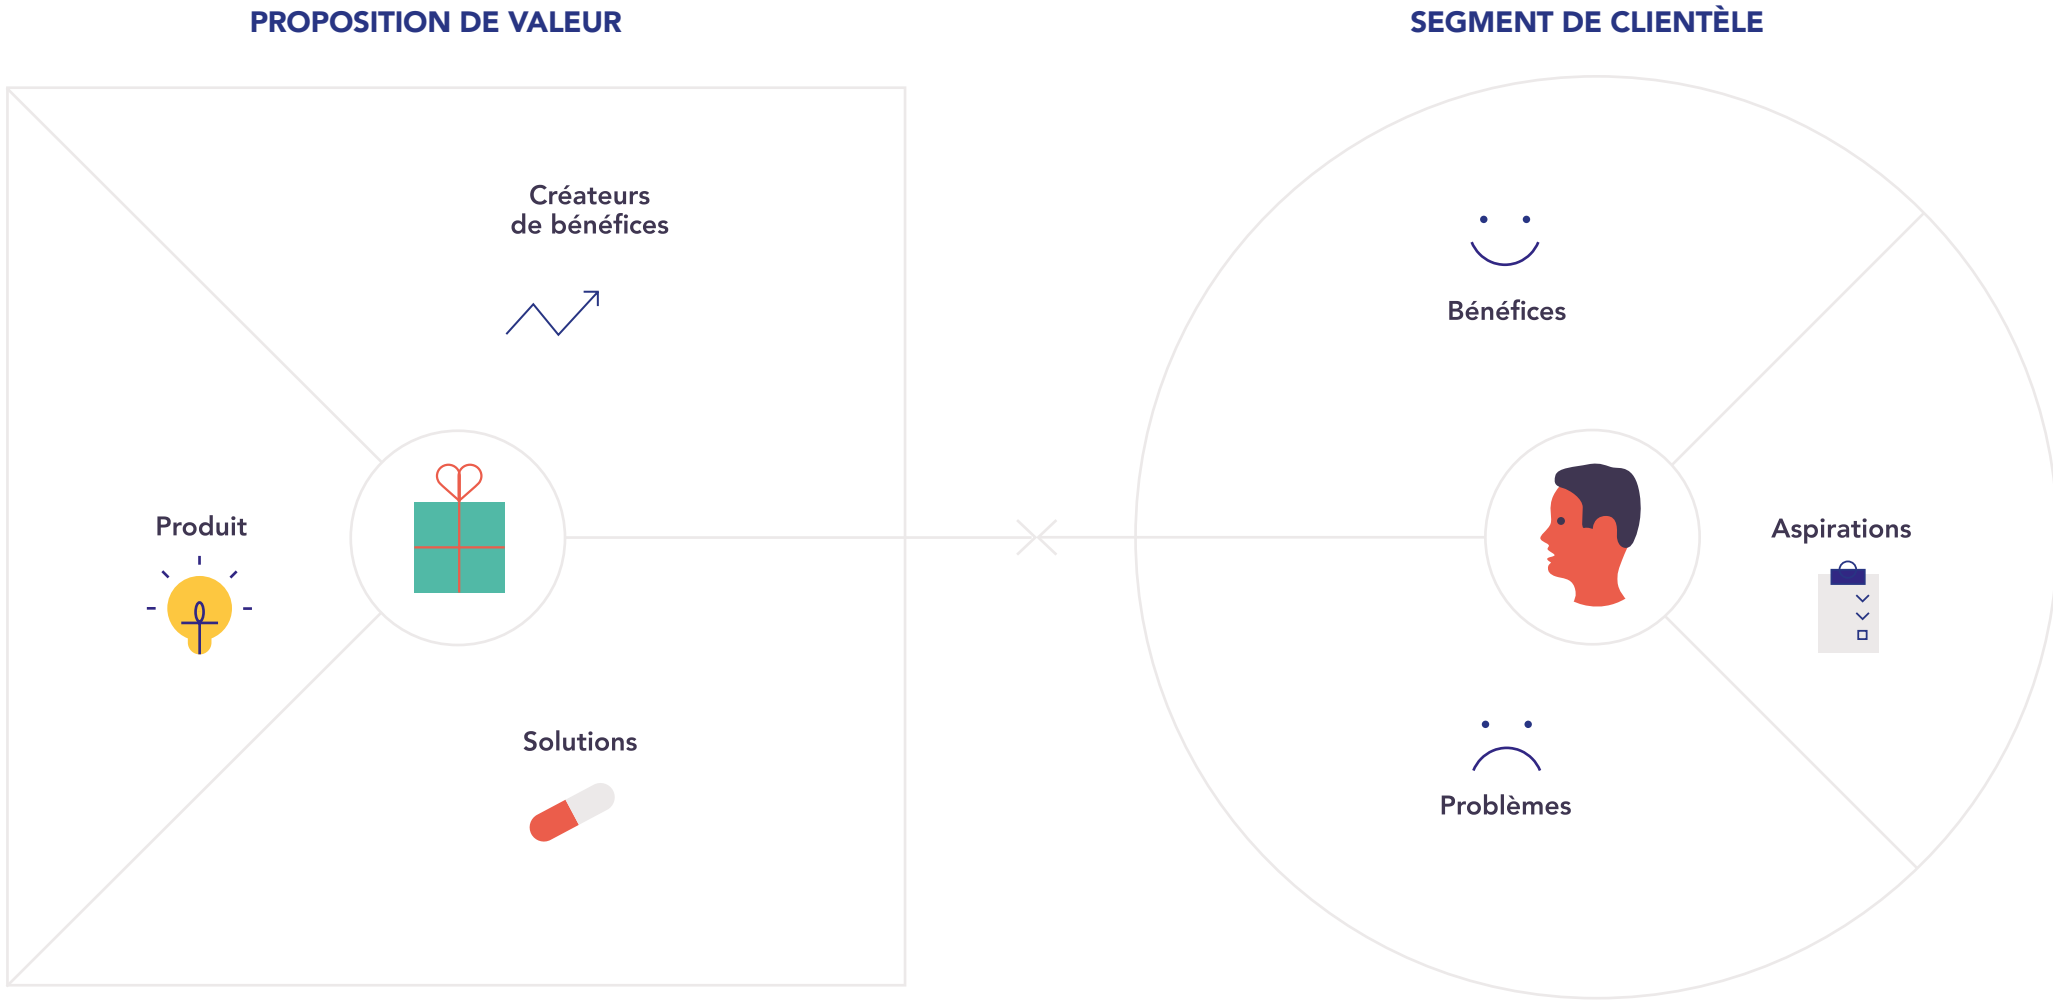 PROPOSITION DE VALEUR
Créateurs
de bénéfices
Produit
Solutions
SEGMENT DE CLIENTÈLE
Bénéfices
Aspirations
Problèmes